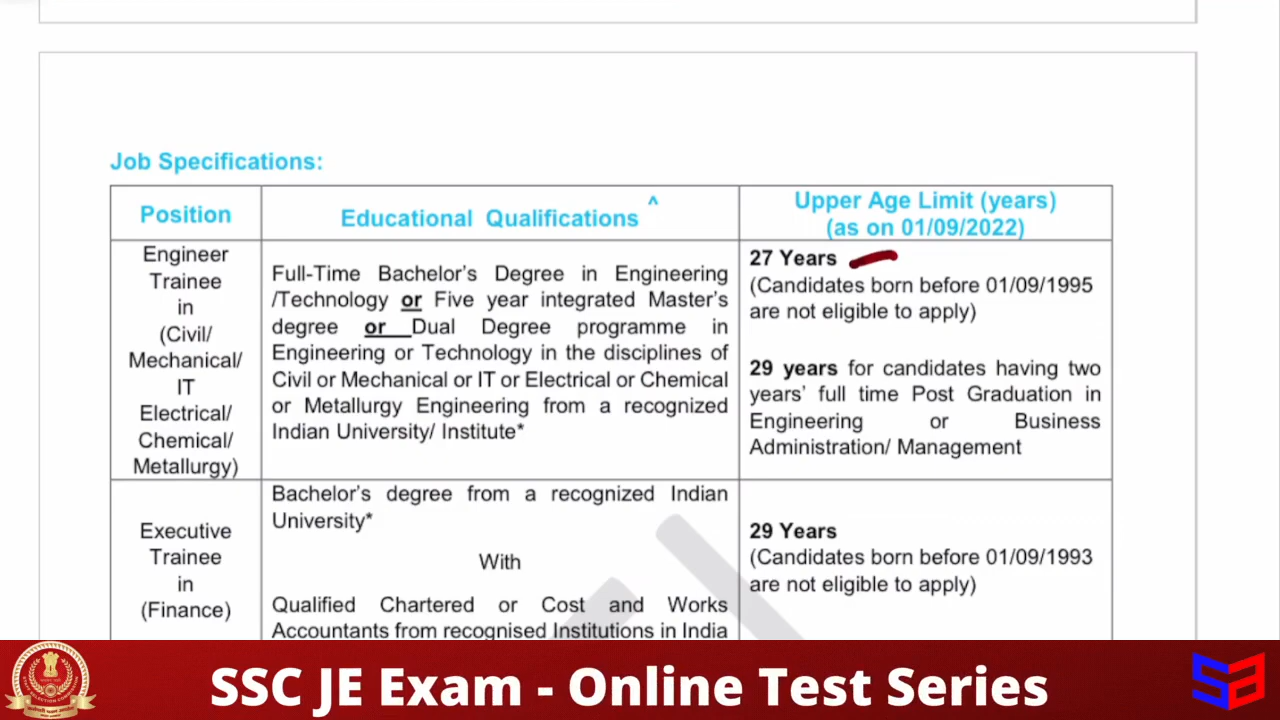 Job Specifications:
Position
Educational Qualifications ^
Upper Age Limit (years)
(as on 01/09/2022)
Engineer
Trainee
in
(Civil/
Mechanical/
IT
Electrical/
Chemical/
Metallurgy)
Full-Time Bachelor’s Degree in Engineering
/Technology or Five year integrated Master’s
degree or Dual Degree programme in
Engineering or Technology in the disciplines of
Civil or Mechanical or IT or Electrical or Chemical
or Metallurgy Engineering from a recognized
Indian University/ Institute*
27 Years
(Candidates born before 01/09/1995
are not eligible to apply)
29 years for candidates having two
years’ full time Post Graduation in
Engineering or Business
Administration/ Management
Executive
Trainee
in
(Finance)
Bachelor’s degree from a recognized Indian
University*
With
Qualified Chartered or Cost and Works
Accountants from recognised Institutions in India
29 Years
(Candidates born before 01/09/1993
are not eligible to apply)
SSC JE Exam - Online Test Series